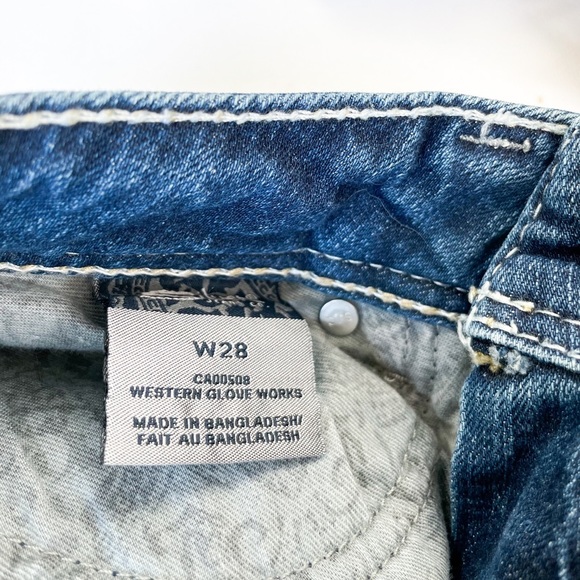 W28
CA00508
WESTERN GLOVE WORKS
MADE IN BANGLADESH/
FAIT AU BANGLADESH